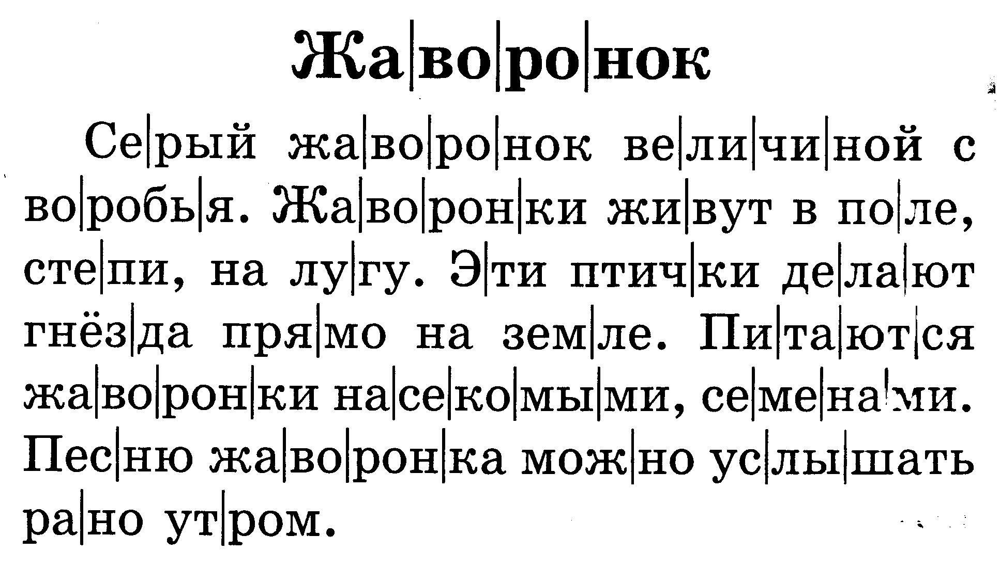 Жа|во|ро|нок
Се|рый жа|во|ро|нок ве|ли|чи|ной с
во|робь|я. Жа|во|рон|ки жи|вут в по|ле,
сте|пи, на лу|гу. Э|ти птич|ки де|ла|ют
гнёз|да пря|мо на зем|ле. Пи|та|ют|ся
жа|во|рон|ки на|се|ко|мы|ми, се|ме|на|ми.
Пес|ню жа|во|рон|ка мож|но ус|лы|шать
ра|но ут|ром.